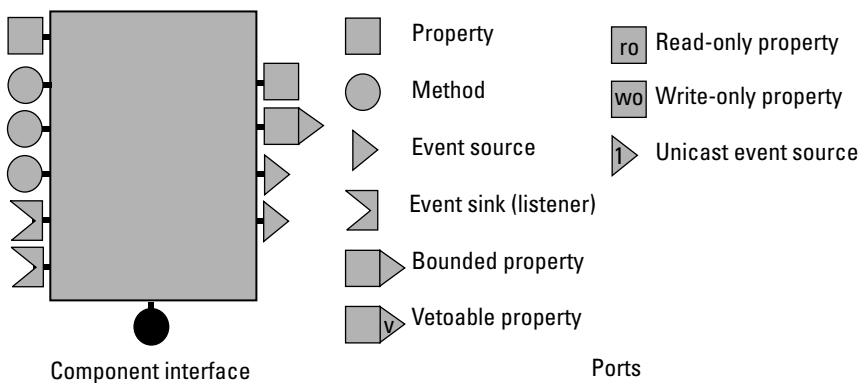 Property
Method
Event source
Event sink (listener)
Bounded property
v Vetoable property
ro Read-only property
wo Write-only property
1 Unicast event source
Component interface
Ports